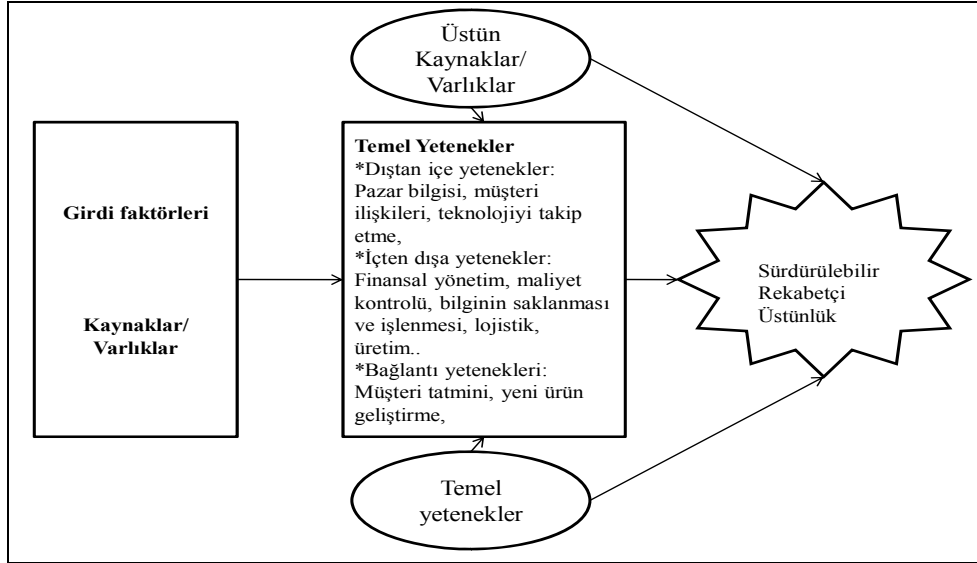 Üstün
Kaynaklar/
Varlıklar
Girdi faktörleri
Kaynaklar/
Varlıklar
Temel Yetenekler
*Dıştan içe yetenekler:
Pazar bilgisi, müşteri
ilişkileri, teknolojiyi takip
etme,
*İçten dışa yetenekler:
Finansal yönetim, maliyet
kontrolü, bilginin saklanması
ve işlenmesi, lojistik,
üretim..
*Bağlantı yetenekleri:
Müşteri tatmini, yeni ürün
geliştirme,
Sürdürülebilir
Rekabetçi
Üstünlük
Temel
yetenekler